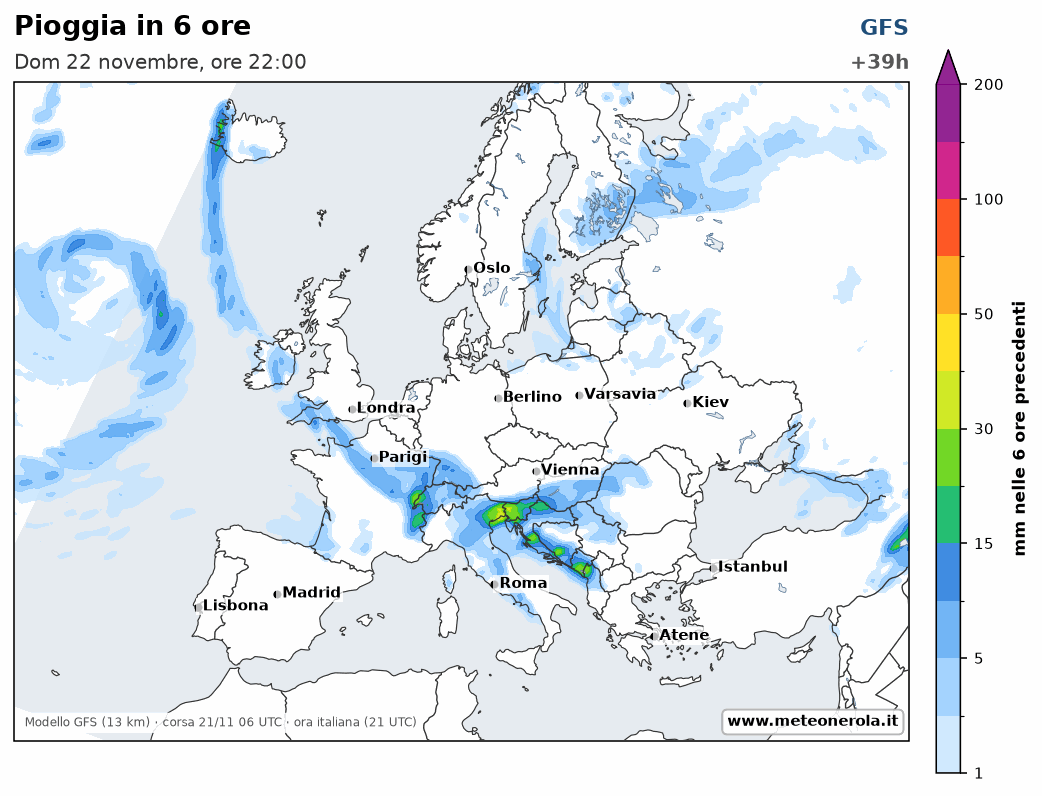 Pioggia in 6 ore
GFS
Dom 22 novembre, ore 22:00
+39h
200
100
50
30
15
5
1
mm nelle 6 ore precedenti
Oslo
Berlino
Varsavia
Londra
Kiev
Parigi
Vienna
Istanbul
Roma
Madrid
Lisbona
Atene
Modello GFS (13 km) · corsa 21/11 06 UTC · ora italiana (21 UTC)
www.meteonerola.it